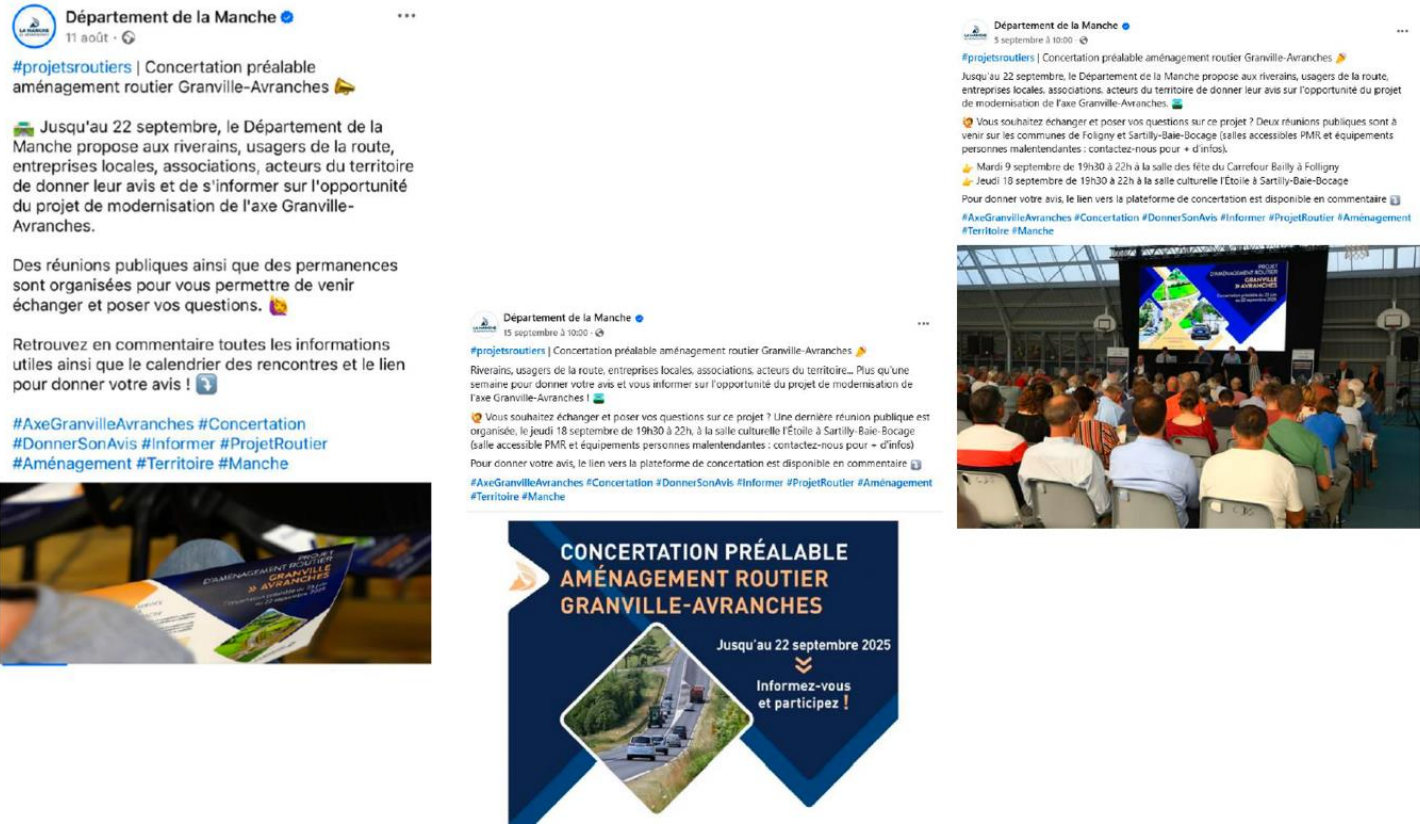 Département de la Manche
11 août
#projetsroutiers | Concertation préalable
aménagement routier Granville-Avranches
Jusqu'au 22 septembre, le Département de la
Manche propose aux riverains, usagers de la route,
entreprises locales, associations, acteurs du territoire
de donner leur avis et de s'informer sur l'opportunité
du projet de modernisation de l'axe Granville-
Avranches.
Des réunions publiques ainsi que des permanences
sont organisées pour vous permettre de venir
échanger et poser vos questions.
Retrouvez en commentaire toutes les informations
utiles ainsi que le calendrier des rencontres et le lien
pour donner votre avis !
#AxeGranvilleAvranches #Concertation
#DonnerSonAvis #Informer #ProjetRoutier
#Aménagement #Territoire #Manche
PROJET
D'AMÉNAGEMENT ROUTIER
GRANVILLE
» AVRANCHES
Concertation préalable du 23 juin
au 22 septembre 2025
Département de la Manche
15 septembre à 10:00
#projetsroutiers | Concertation préalable aménagement routier Granville-Avranches
Riverains, usagers de la route, entreprises locales, associations, acteurs du territoire... Plus qu'une
semaine pour donner votre avis et vous informer sur l'opportunité du projet de modernisation de
l'axe Granville-Avranches !
Vous souhaitez échanger et poser vos questions sur ce projet ? Une dernière réunion publique est
organisée, le jeudi 18 septembre de 19h30 à 22h, à la salle culturelle l'Étoile à Sartilly-Baie-Bocage
(salle accessible PMR et équipements personnes malentendantes : contactez-nous pour + d'infos)
Pour donner votre avis, le lien vers la plateforme de concertation est disponible en commentaire
#AxeGranvilleAvranches #Concertation #DonnerSonAvis #Informer #ProjetRoutier #Aménagement
#Territoire #Manche
CONCERTATION PRÉALABLE
AMÉNAGEMENT ROUTIER
GRANVILLE-AVRANCHES
Jusqu'au 22 septembre 2025
Informez-vous
et participez !
Département de la Manche
5 septembre à 10:00
#projetsroutiers | Concertation préalable aménagement routier Granville-Avranches
Jusqu'au 22 septembre, le Département de la Manche propose aux riverains, usagers de la route,
entreprises locales, associations, acteurs du territoire de donner leur avis sur l'opportunité du projet
de modernisation de l'axe Granville-Avranches.
Vous souhaitez échanger et poser vos questions sur ce projet ? Deux réunions publiques sont à
venir sur les communes de Foligny et Sartilly-Baie-Bocage (salles accessibles PMR et équipements
personnes malentendantes : contactez-nous pour + d'infos).
Mardi 9 septembre de 19h30 à 22h à la salle des fête du Carrefour Bailly à Folligny
Jeudi 18 septembre de 19h30 à 22h à la salle culturelle l'Étoile à Sartilly-Baie-Bocage
Pour donner votre avis, le lien vers la plateforme de concertation est disponible en commentaire
#AxeGranvilleAvranches #Concertation #DonnerSonAvis #Informer #ProjetRoutier #Aménagement
#Territoire #Manche
PROJET
D'AMÉNAGEMENT ROUTIER
GRANVILLE
» AVRANCHES
Concertation préalable du 23 juin
au 22 septembre 2025